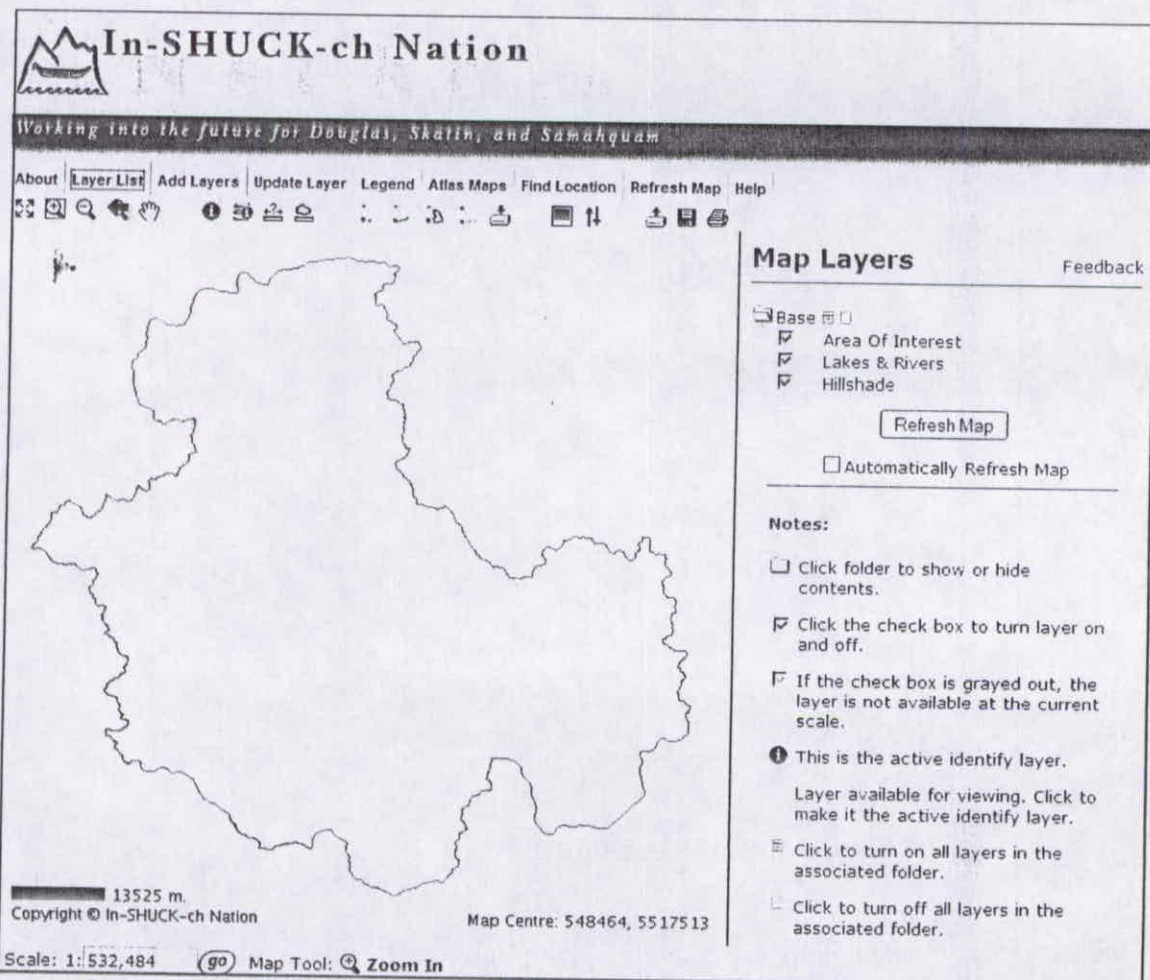 In-SHUCK-ch Nation
Working into the future for Douglas, Skatin, and Samahquam
About Layer List Add Layers Update Layer Legend Atlas Maps Find Location Refresh Map Help
Map Layers
Feedback
Base
Area Of Interest
Lakes & Rivers
Hillshade
Refresh Map
Automatically Refresh Map
Notes:
Click folder to show or hide
contents.
Click the check box to turn layer on
and off.
If the check box is grayed out, the
layer is not available at the current
scale.
This is the active identify layer.
Layer available for viewing. Click to
make it the active identify layer.
Click to turn on all layers in the
associated folder.
Click to turn off all layers in the
associated folder.
13525 m.
Copyright © In-SHUCK-ch Nation
Map Centre: 548464, 5517513
Scale: 1: 532,484 go Map Tool: Zoom In